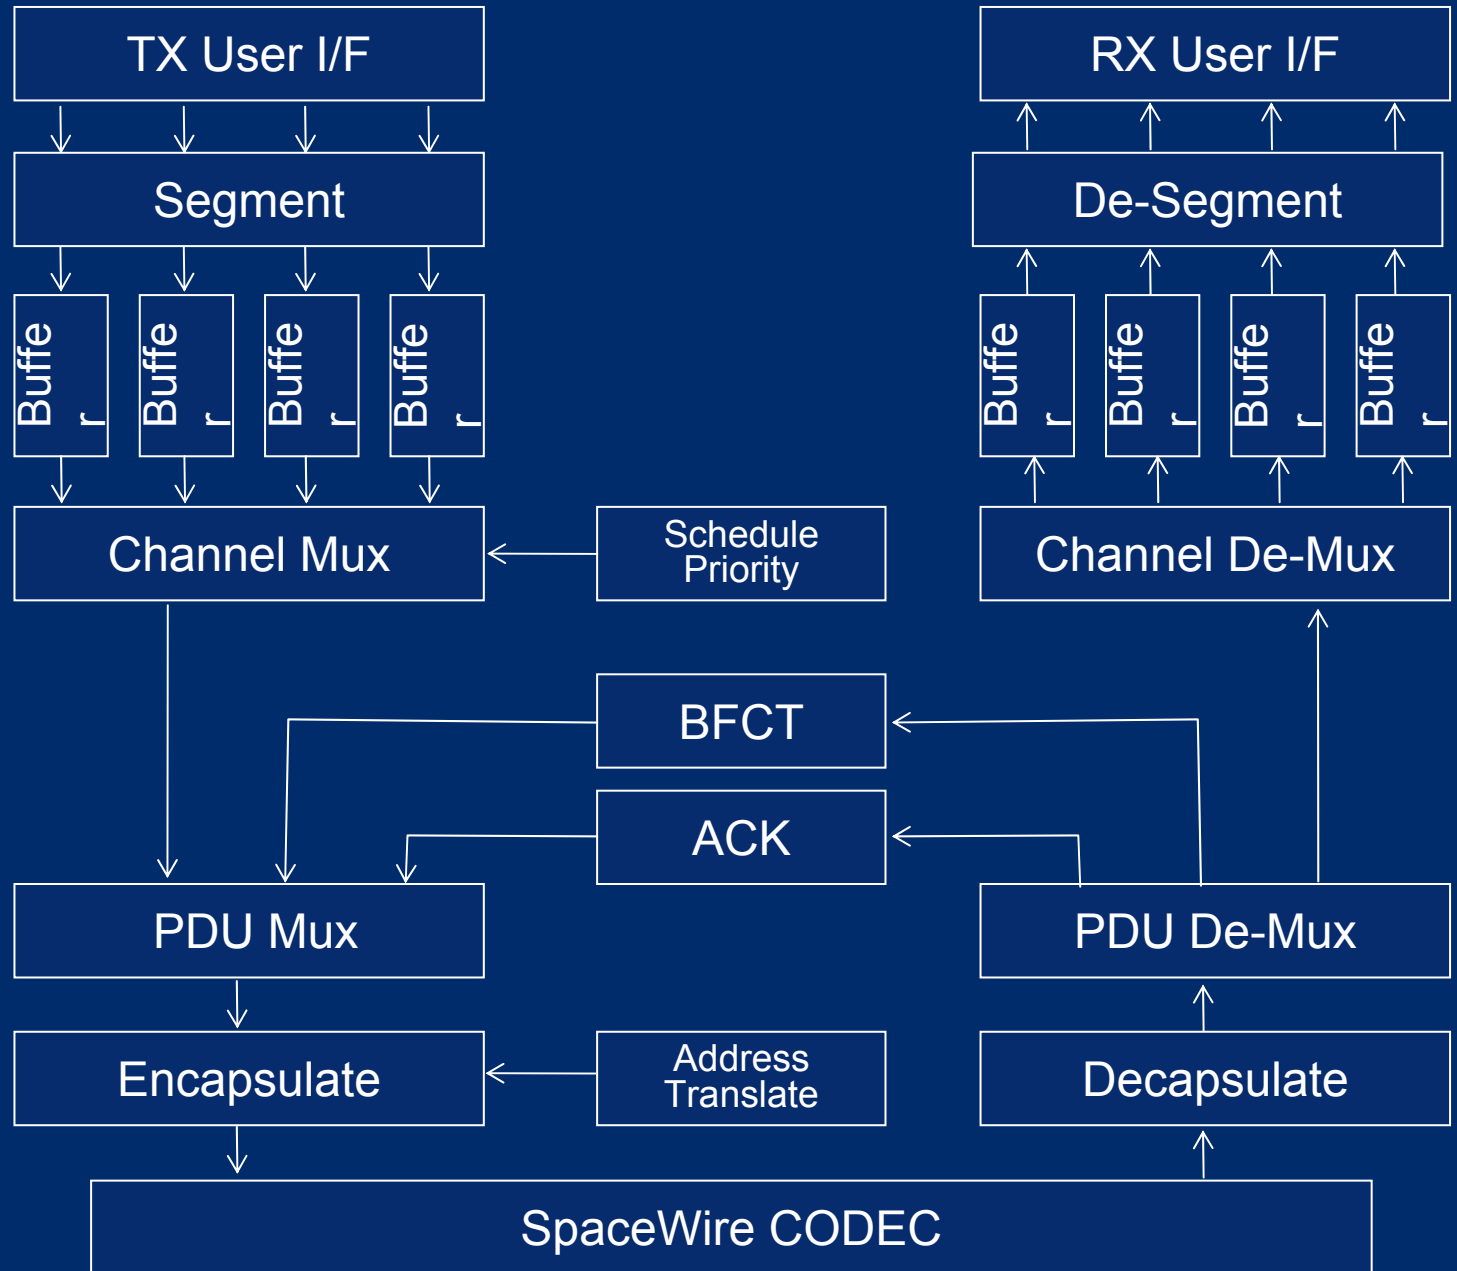 TX User I/F
RX User I/F
Segment
De-Segment
Buffe
r
Buffe
r
Buffe
r
Buffe
r
Buffe
r
Buffe
r
Buffe
r
Buffe
r
Channel Mux
Schedule
Priority
Channel De-Mux
BFCT
ACK
PDU Mux
PDU De-Mux
Encapsulate
Address
Translate
Decapsulate
SpaceWire CODEC